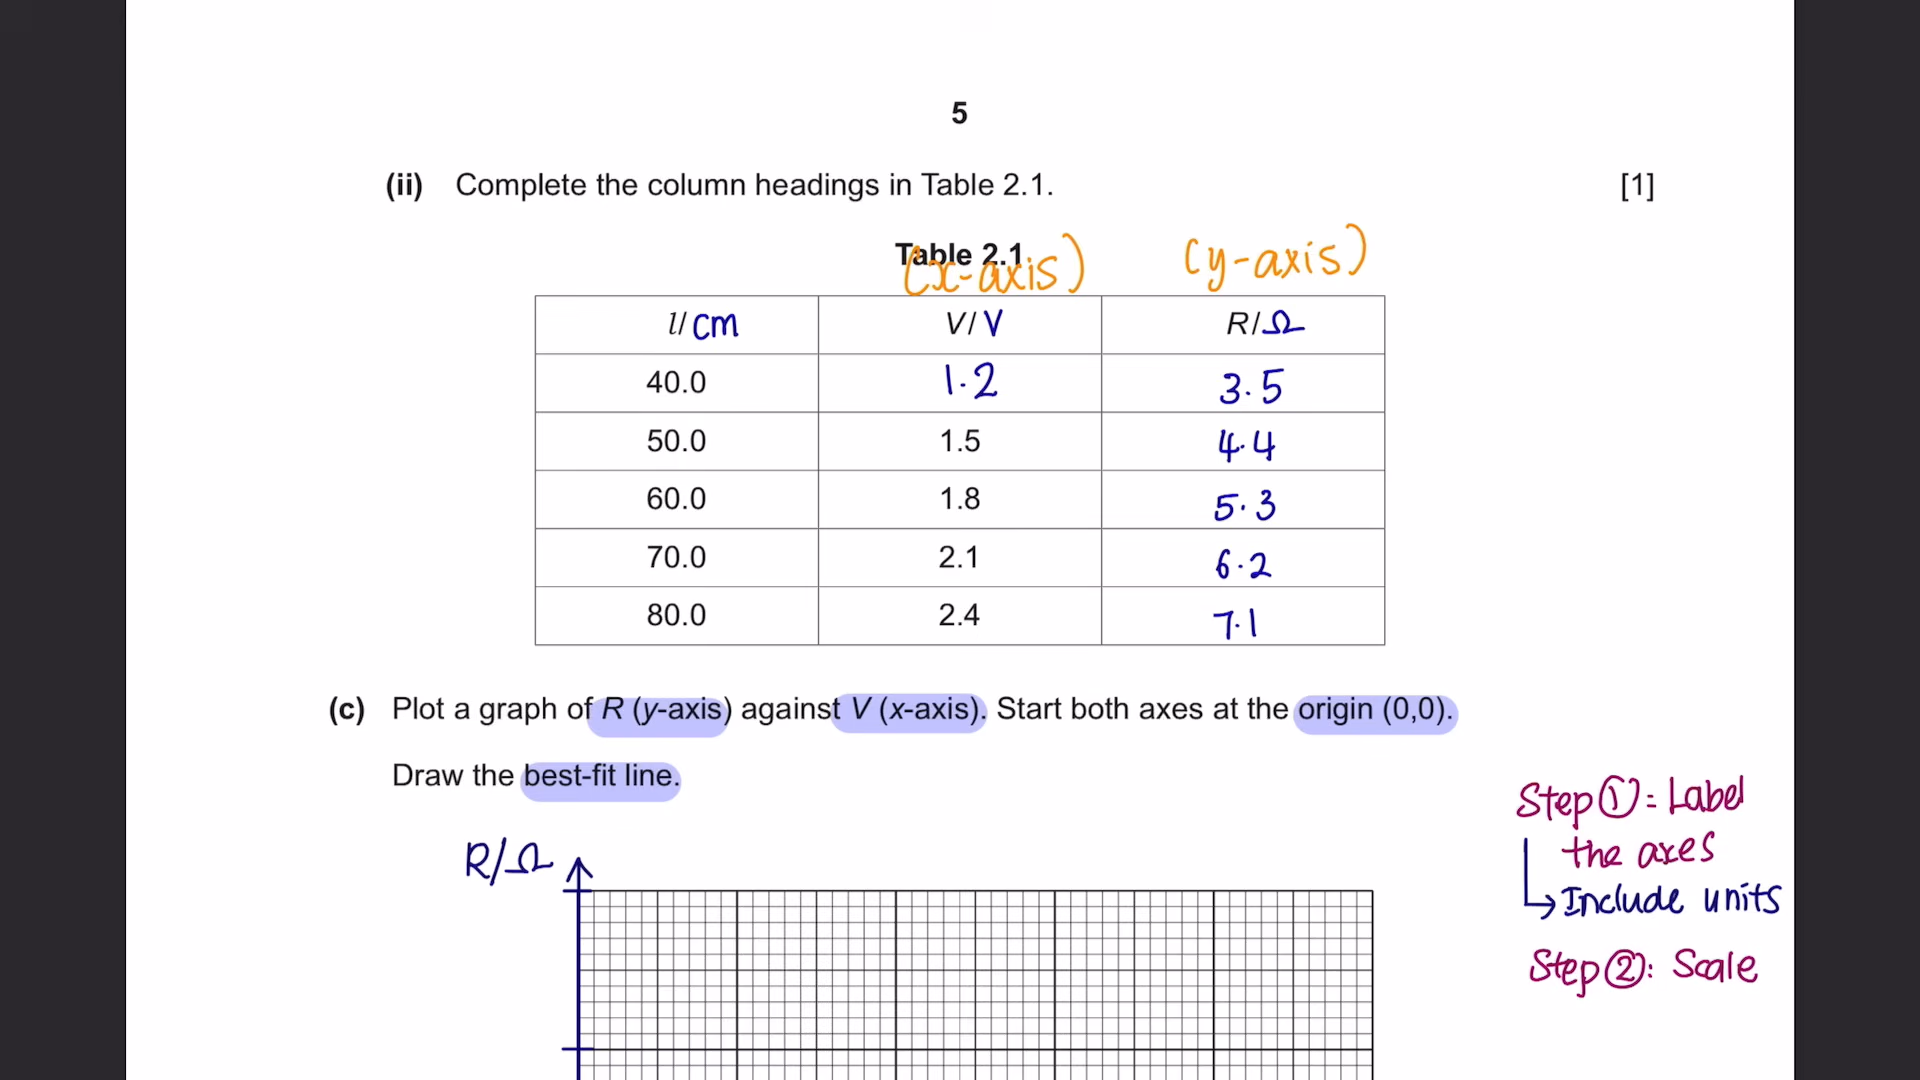 5
(ii) Complete the column headings in Table 2.1. [1]
Table 2.1
(x-axis) (y-axis)
l/cm V/V R/Ω
40.0 1.2 3.5
50.0 1.5 4.4
60.0 1.8 5.3
70.0 2.1 6.2
80.0 2.4 7.1
(c) Plot a graph of R (y-axis) against V (x-axis). Start both axes at the origin (0,0).
Draw the best-fit line.
Step ①: Label
the axes
↳ Include units
Step ②: Scale
R/Ω